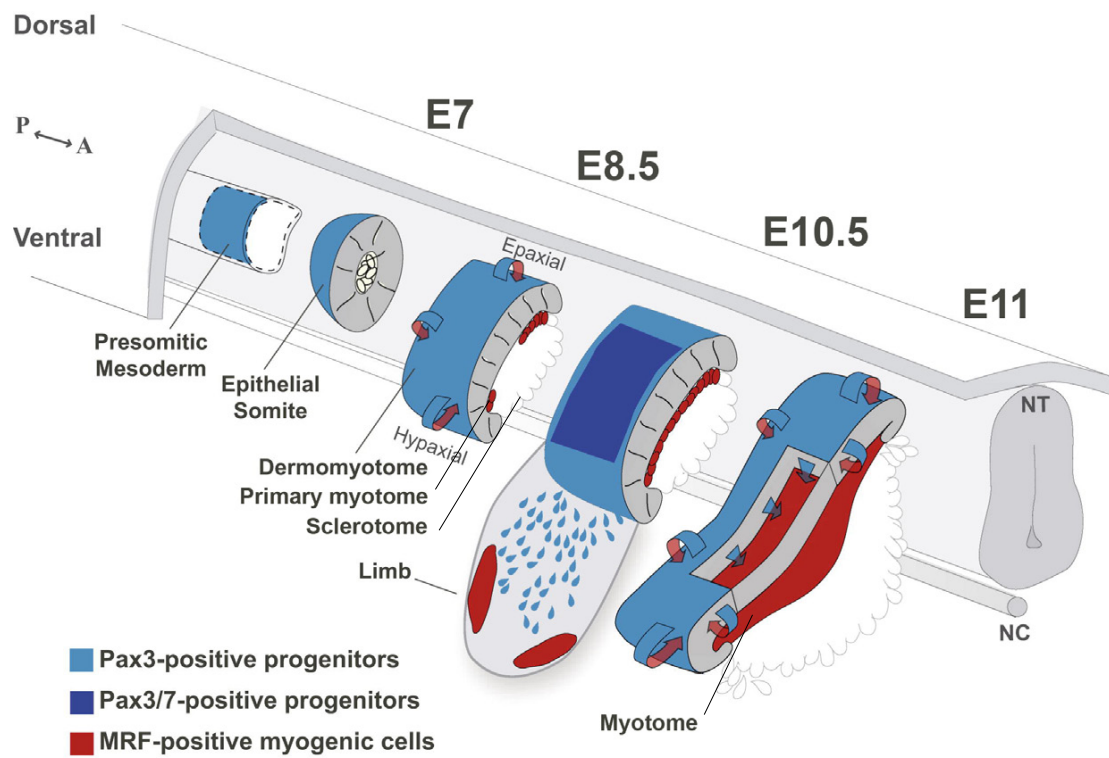 Dorsal
E7
P
A
E8.5
Ventral
E10.5
Epaxial
E11
Presomitic
Mesoderm
Epithelial
Somite
NT
Hypaxial
Dermomyotome
Primary myotome
Sclerotome
Limb
NC
Pax3-positive progenitors
Pax3/7-positive progenitors
Myotome
MRF-positive myogenic cells